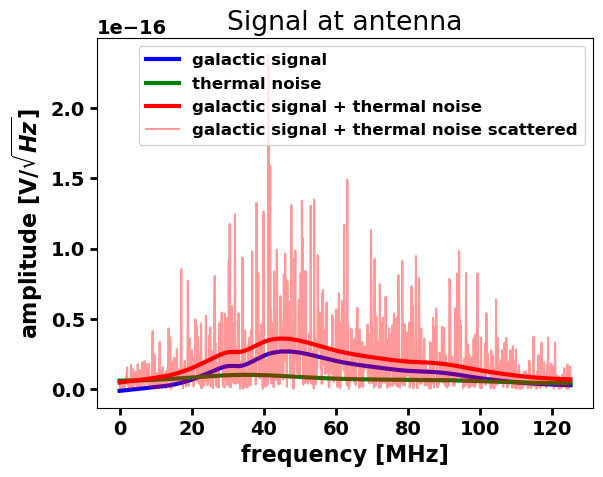 Signal at antenna
1e−16
galactic signal
thermal noise
galactic signal + thermal noise
galactic signal + thermal noise scattered
amplitude [V/√Hz]
2.0
1.5
1.0
0.5
0.0
0 20 40 60 80 100 120
frequency [MHz]